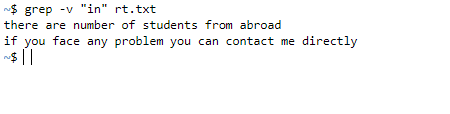 ~$ grep -v "in" rt.txt
there are number of students from abroad
if you face any problem you can contact me directly
~$